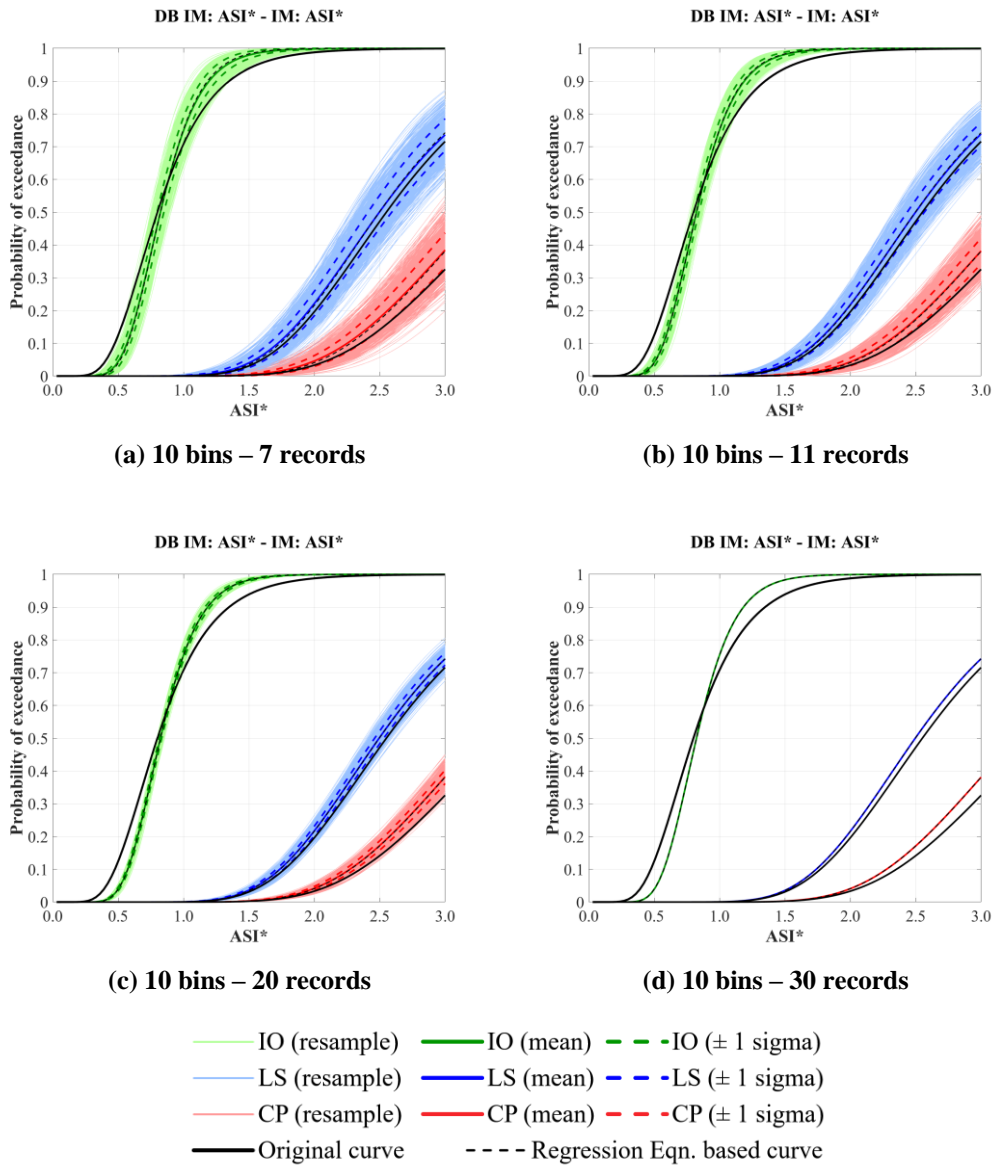 DB IM: ASI* - IM: ASI*
DB IM: ASI* - IM: ASI*
Probability of exceedance
1
0.9
0.8
0.7
0.6
0.5
0.4
0.3
0.2
0.1
0
0.0 0.5 1.0 1.5 2.0 2.5 3.0
ASI*
Probability of exceedance
1
0.9
0.8
0.7
0.6
0.5
0.4
0.3
0.2
0.1
0
0.0 0.5 1.0 1.5 2.0 2.5 3.0
ASI*
(a) 10 bins – 7 records
(b) 10 bins – 11 records
DB IM: ASI* - IM: ASI*
DB IM: ASI* - IM: ASI*
Probability of exceedance
1
0.9
0.8
0.7
0.6
0.5
0.4
0.3
0.2
0.1
0
0.0 0.5 1.0 1.5 2.0 2.5 3.0
ASI*
Probability of exceedance
1
0.9
0.8
0.7
0.6
0.5
0.4
0.3
0.2
0.1
0
0.0 0.5 1.0 1.5 2.0 2.5 3.0
ASI*
(c) 10 bins – 20 records
(d) 10 bins – 30 records
IO (resample) IO (mean) IO (± 1 sigma)
LS (resample) LS (mean) LS (± 1 sigma)
CP (resample) CP (mean) CP (± 1 sigma)
Original curve Regression Eqn. based curve